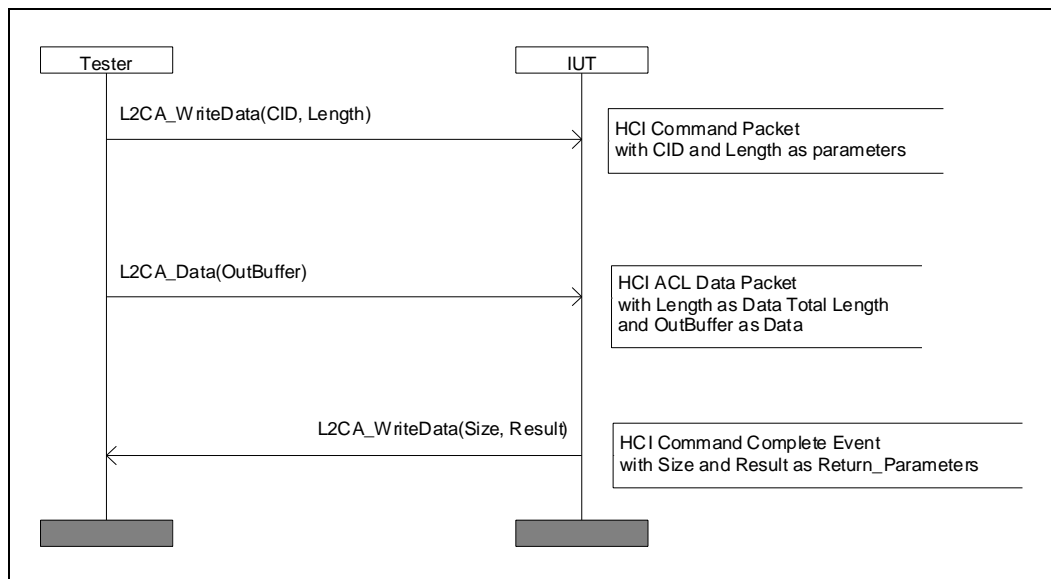 Tester
IUT
L2CA_WriteData(CID, Length)
HCI Command Packet
with CID and Length as parameters
L2CA_Data(OutBuffer)
HCI ACL Data Packet
with Length as Data Total Length
and OutBuffer as Data
L2CA_WriteData(Size, Result)
HCI Command Complete Event
with Size and Result as Return_Parameters